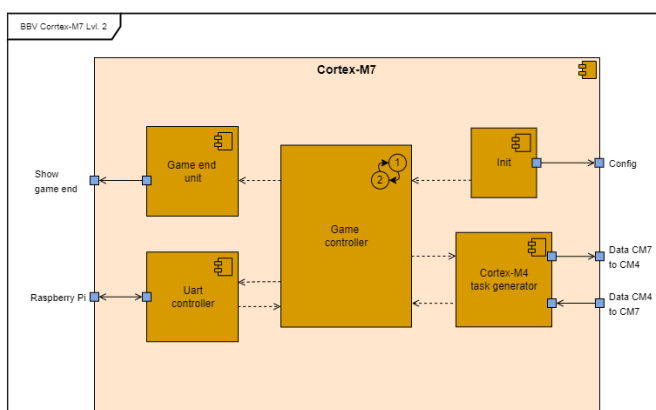 BBV Corrtex-M7 Lvl. 2
Cortex-M7
Show
game end
Game end
unit
1
2
Init
Config
Game
controller
Raspberry Pi
Uart
controller
Cortex-M4
task generator
Data CM7
to CM4
Data CM4
to CM7